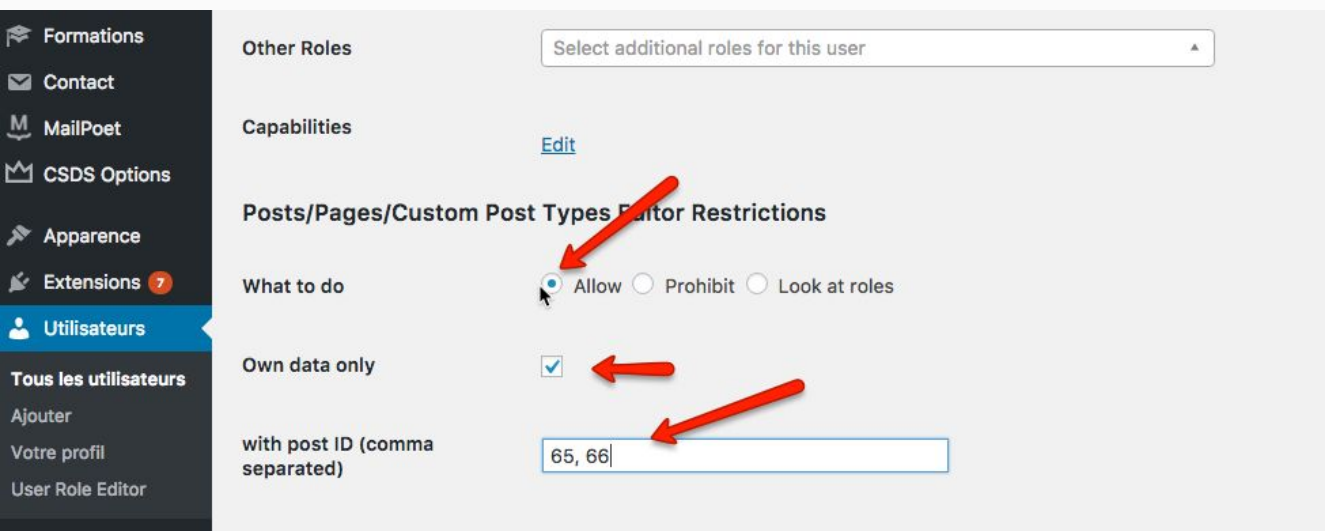 Formations
Contact
MailPoet
CSDS Options
Apparence
Extensions 7
Utilisateurs
Tous les utilisateurs
Ajouter
Votre profil
User Role Editor
Other Roles
Select additional roles for this user
Capabilities
Edit
Posts/Pages/Custom Post Types Editor Restrictions
What to do
Allow Prohibit Look at roles
Own data only
with post ID (comma
separated)
65, 66